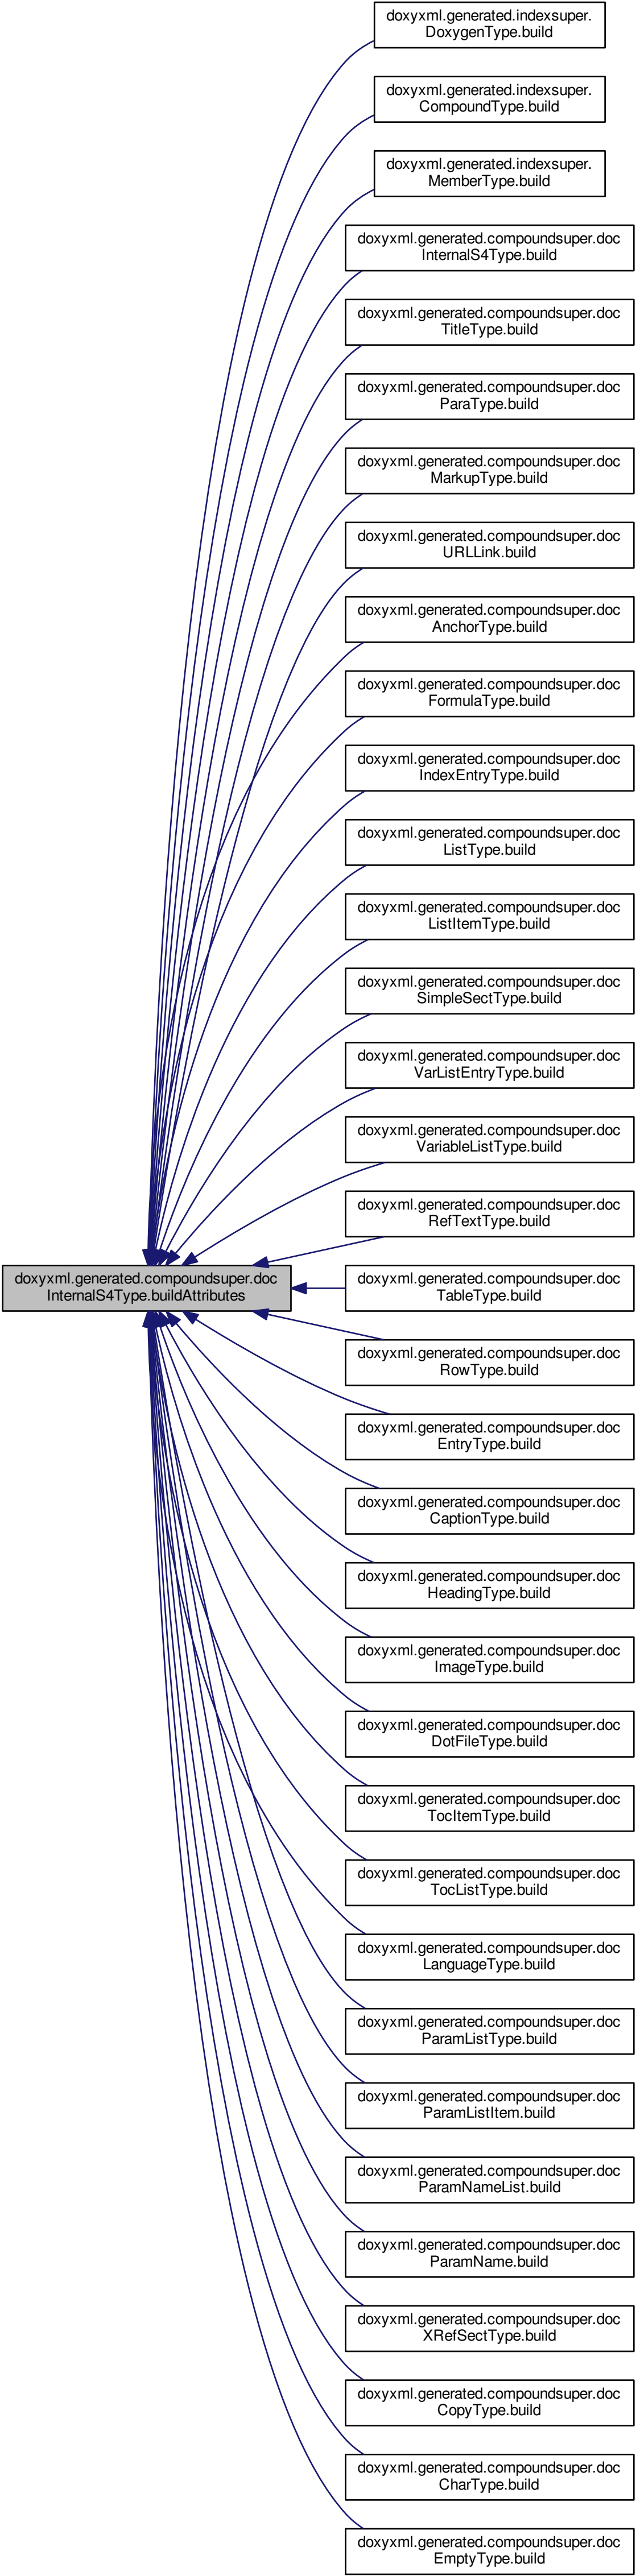 doxyxml.generated.indexsuper.
DoxygenType.build
doxyxml.generated.indexsuper.
CompoundType.build
doxyxml.generated.indexsuper.
MemberType.build
doxyxml.generated.compoundsuper.doc
InternalS4Type.build
doxyxml.generated.compoundsuper.doc
TitleType.build
doxyxml.generated.compoundsuper.doc
ParaType.build
doxyxml.generated.compoundsuper.doc
MarkupType.build
doxyxml.generated.compoundsuper.doc
URLLink.build
doxyxml.generated.compoundsuper.doc
AnchorType.build
doxyxml.generated.compoundsuper.doc
FormulaType.build
doxyxml.generated.compoundsuper.doc
IndexEntryType.build
doxyxml.generated.compoundsuper.doc
ListType.build
doxyxml.generated.compoundsuper.doc
ListItemType.build
doxyxml.generated.compoundsuper.doc
SimpleSectType.build
doxyxml.generated.compoundsuper.doc
VarListEntryType.build
doxyxml.generated.compoundsuper.doc
VariableListType.build
doxyxml.generated.compoundsuper.doc
RefTextType.build
doxyxml.generated.compoundsuper.doc
InternalS4Type.buildAttributes
doxyxml.generated.compoundsuper.doc
TableType.build
doxyxml.generated.compoundsuper.doc
RowType.build
doxyxml.generated.compoundsuper.doc
EntryType.build
doxyxml.generated.compoundsuper.doc
CaptionType.build
doxyxml.generated.compoundsuper.doc
HeadingType.build
doxyxml.generated.compoundsuper.doc
ImageType.build
doxyxml.generated.compoundsuper.doc
DotFileType.build
doxyxml.generated.compoundsuper.doc
TocItemType.build
doxyxml.generated.compoundsuper.doc
TocListType.build
doxyxml.generated.compoundsuper.doc
LanguageType.build
doxyxml.generated.compoundsuper.doc
ParamListType.build
doxyxml.generated.compoundsuper.doc
ParamListItem.build
doxyxml.generated.compoundsuper.doc
ParamNameList.build
doxyxml.generated.compoundsuper.doc
ParamName.build
doxyxml.generated.compoundsuper.doc
XRefSectType.build
doxyxml.generated.compoundsuper.doc
CopyType.build
doxyxml.generated.compoundsuper.doc
CharType.build
doxyxml.generated.compoundsuper.doc
EmptyType.build